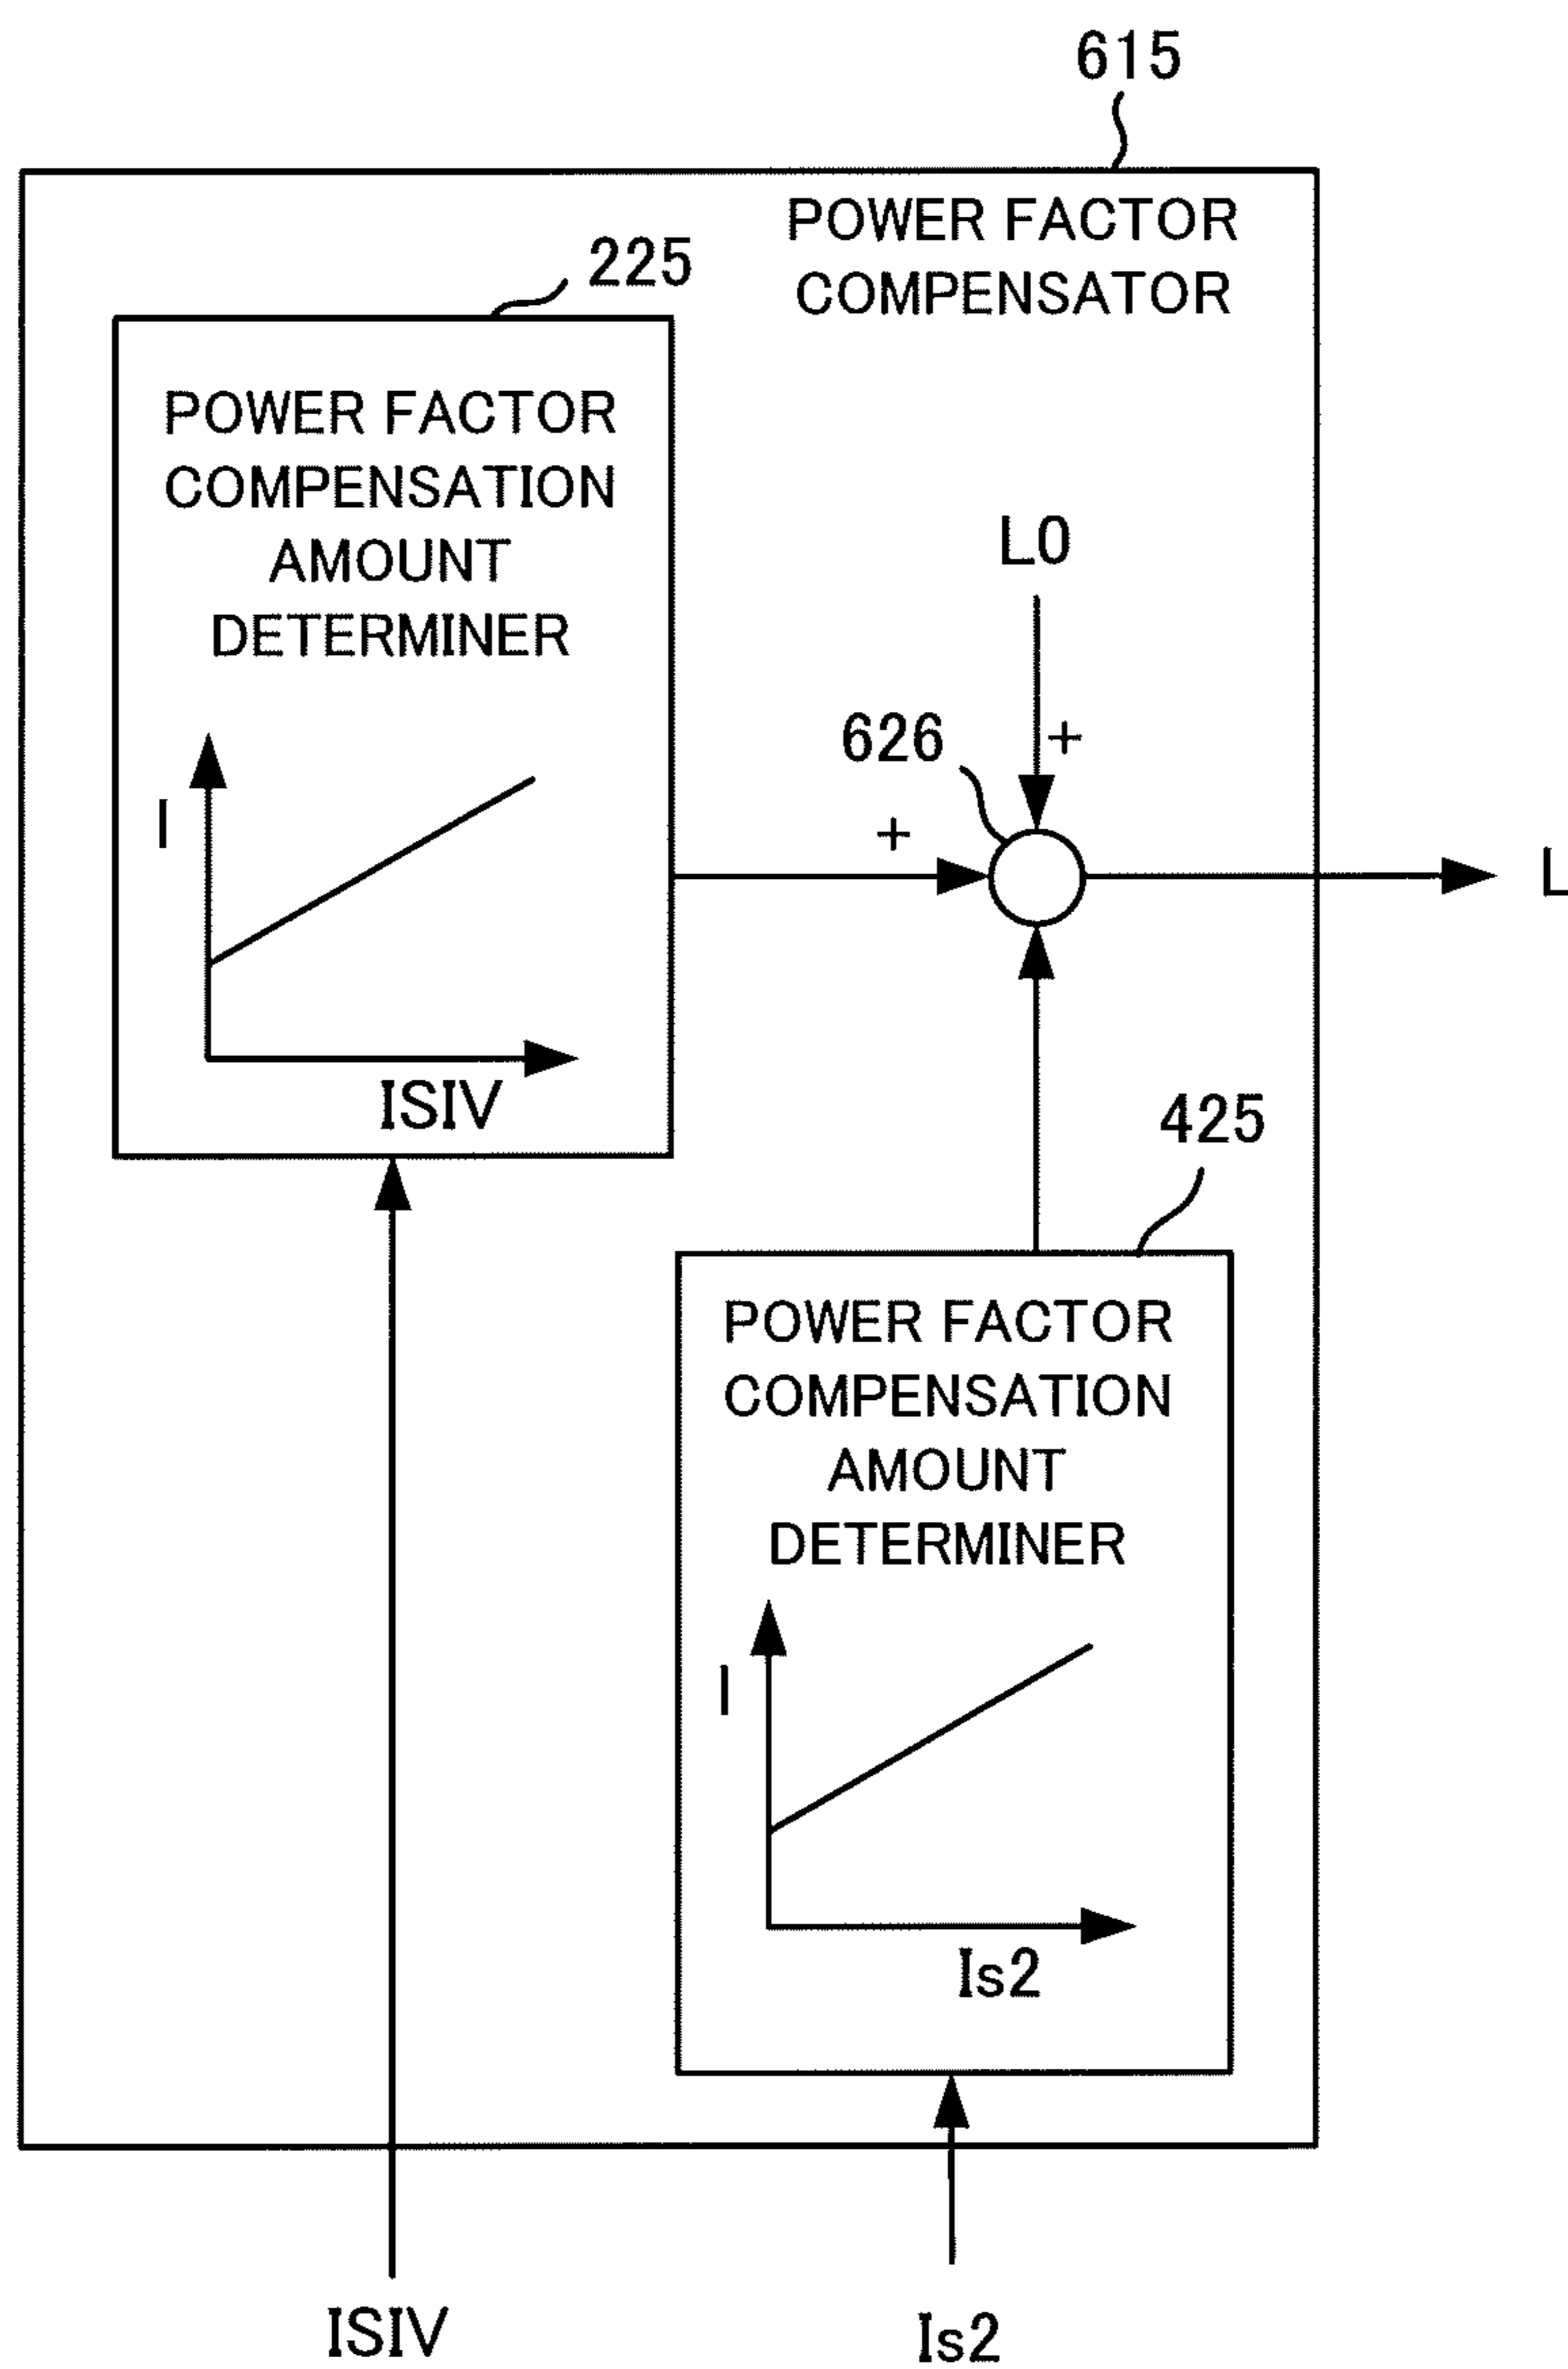 615
POWER FACTOR
COMPENSATOR
225
POWER FACTOR
COMPENSATION
AMOUNT
DETERMINER
I
ISIV
L0
+
626
+
L
425
POWER FACTOR
COMPENSATION
AMOUNT
DETERMINER
I
Is2
ISIV
Is2